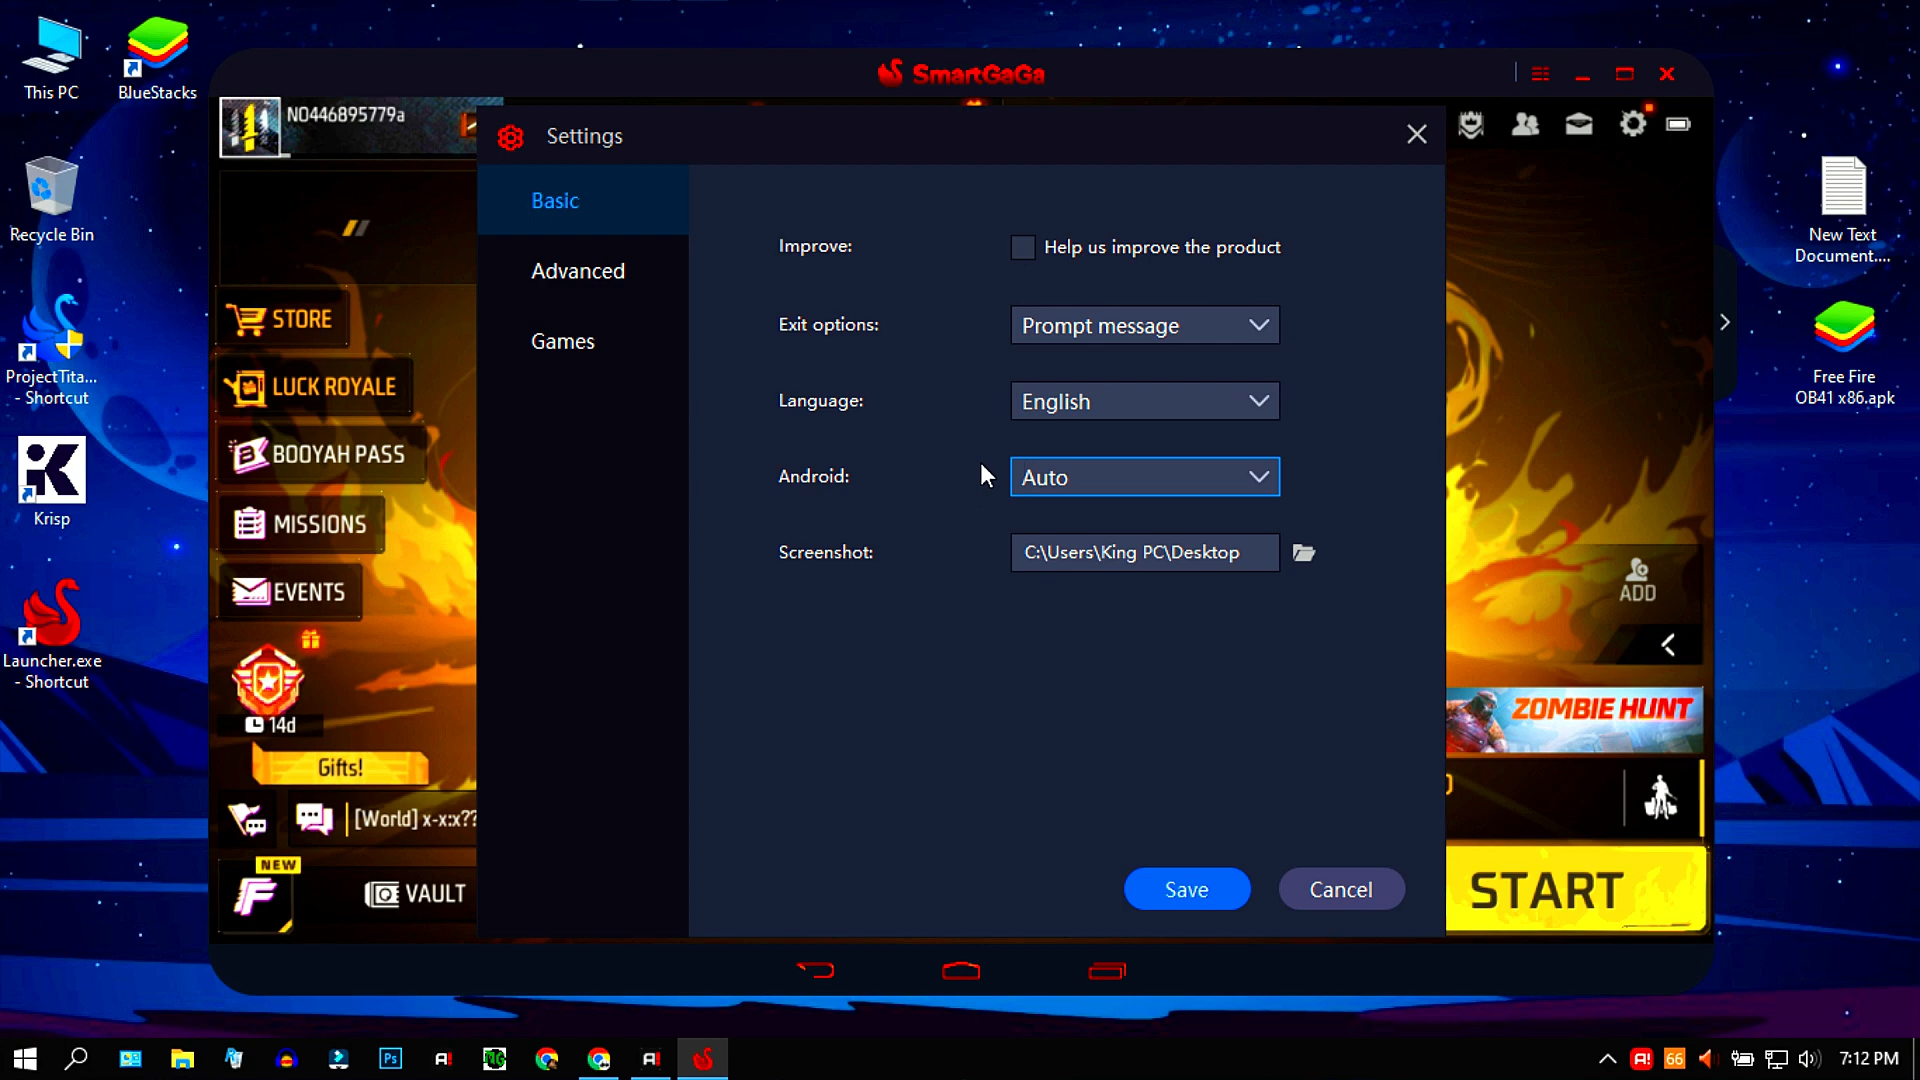 This PC
BlueStacks
Recycle Bin
ProjectTita...
- Shortcut
Krisp
Launcher.exe
- Shortcut
New Text
Document....
Free Fire
OB41 x86.apk
SmartGaGa
NO446895779a
STORE
LUCK ROYALE
BOOYAH PASS
MISSIONS
EVENTS
14d
Gifts!
[World] x-x:x??
NEW
VAULT
Settings
Basic
Advanced
Games
Improve:
Help us improve the product
Exit options:
Prompt message
Language:
English
Android:
Auto
Screenshot:
C:\Users\King PC\Desktop
Save
Cancel
ADD
ZOMBIE HUNT
START
Ps
A!
A!
A!
66
7:12 PM